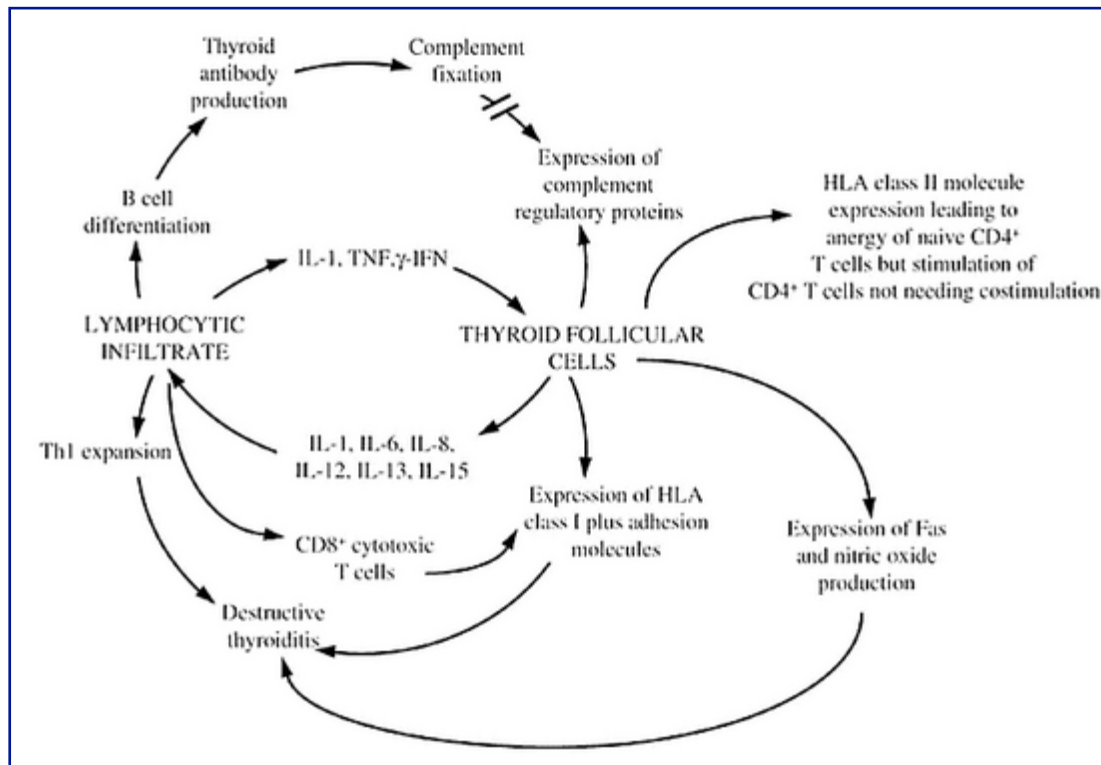 Thyroid
antibody
production
Complement
fixation
B cell
differentiation
Expression of
complement
regulatory proteins
HLA class II molecule
expression leading to
anergy of naive CD4⁺
T cells but stimulation of
CD4⁺ T cells not needing costimulation
IL-1, TNF,γ-IFN
LYMPHOCYTIC
INFILTRATE
THYROID FOLLICULAR
CELLS
Th1 expansion
IL-1, IL-6, IL-8,
IL-12, IL-13, IL-15
Expression of HLA
class I plus adhesion
molecules
CD8⁺ cytotoxic
T cells
Expression of Fas
and nitric oxide
production
Destructive
thyroiditis